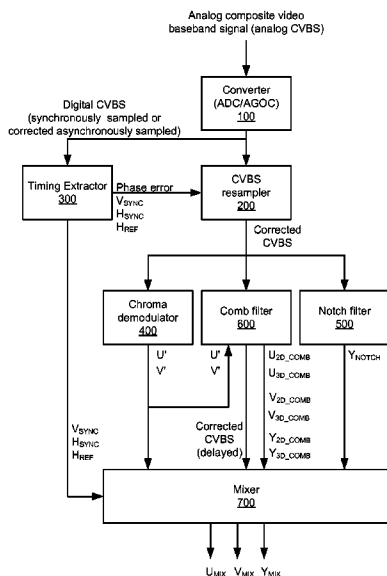 Analog composite video
baseband signal (analog CVBS)
Digital CVBS
(synchronously sampled or
corrected asynchronously sampled)
Converter
(ADC/AGOC)
100
Timing Extractor
300
Phase error
VSYNC
HSYNC
HREF
CVBS
resampler
200
Corrected
CVBS
Chroma
demodulator
400
Comb filter
600
Notch filter
500
U'
V'
U'
V'
U2D_COMB
U3D_COMB
V2D_COMB
V3D_COMB
Y2D_COMB
Y3D_COMB
YNOTCH
VSYNC
HSYNC
HREF
Corrected
CVBS
(delayed)
Mixer
700
UMIX VMIX YMIX